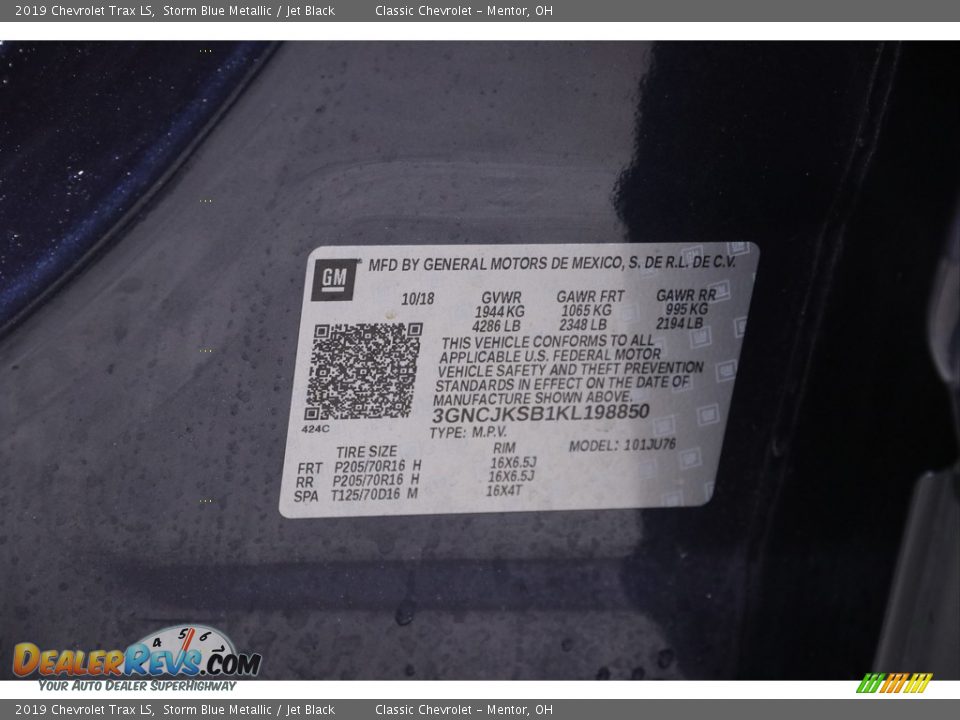 2019 Chevrolet Trax LS, Storm Blue Metallic / Jet Black Classic Chevrolet - Mentor, OH
GM MFD BY GENERAL MOTORS DE MEXICO, S. DE R.L. DE C.V.
10/18 GVWR GAWR FRT GAWR RR
1944 KG 1065 KG 995 KG
4286 LB 2348 LB 2194 LB
THIS VEHICLE CONFORMS TO ALL
APPLICABLE U.S. FEDERAL MOTOR
VEHICLE SAFETY AND THEFT PREVENTION
STANDARDS IN EFFECT ON THE DATE OF
MANUFACTURE SHOWN ABOVE.
3GNCJKSB1KL198850
424C
TYPE: M.P.V. MODEL: 101JU76
TIRE SIZE RIM
FRT P205/70R16 H 16X6.5J
RR P205/70R16 H 16X6.5J
SPA T125/70D16 M 16X4T
4 5 6
DealerRevs.com
Your Auto Dealer SuperHighway
2019 Chevrolet Trax LS, Storm Blue Metallic / Jet Black Classic Chevrolet - Mentor, OH